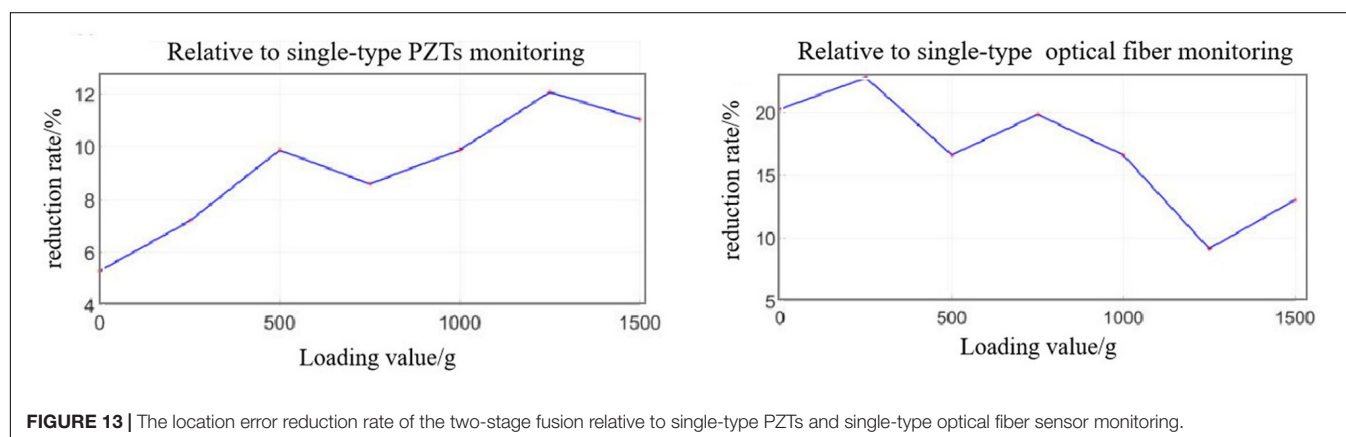 Relative to single-type PZTs monitoring
reduction rate/%
12
10
8
6
4
0 500 1000 1500
Loading value/g
Relative to single-type optical fiber monitoring
reduction rate/%
20
15
10
5
0 500 1000 1500
Loading value/g
FIGURE 13 | The location error reduction rate of the two-stage fusion relative to single-type PZTs and single-type optical fiber sensor monitoring.